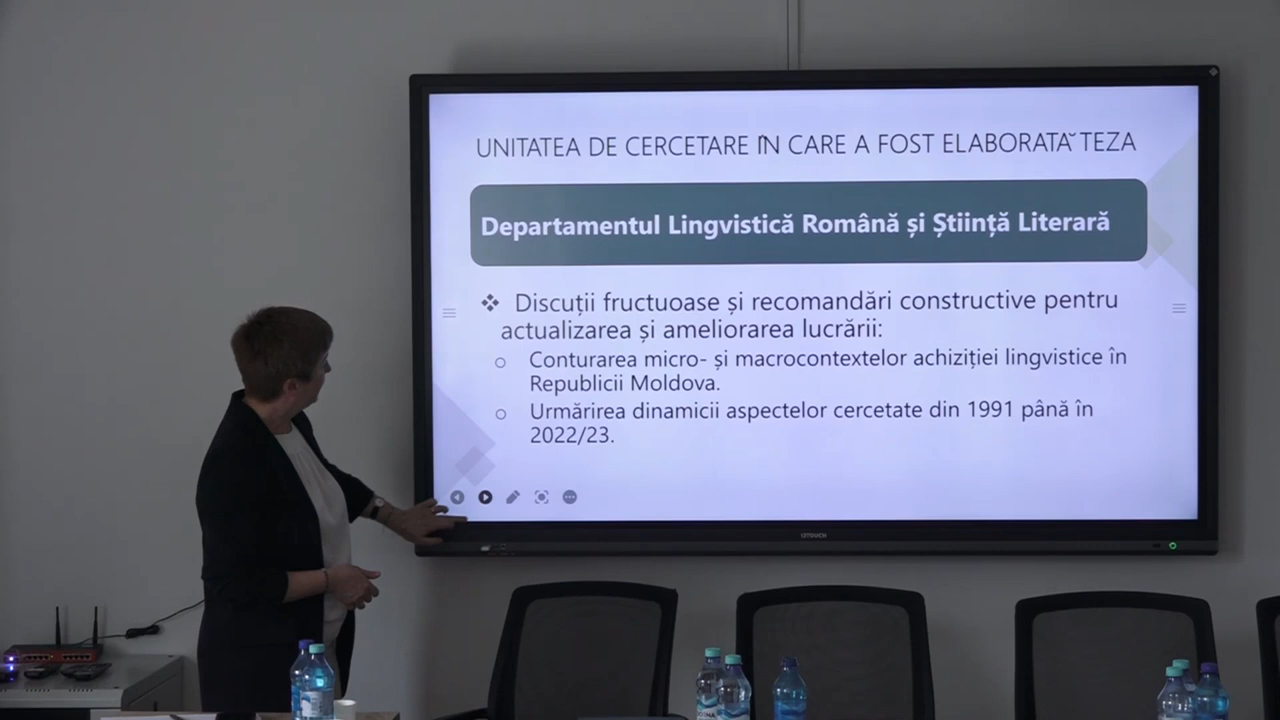 UNITATEA DE CERCETARE ÎN CARE A FOST ELABORATĂ TEZA
Departamentul Lingvistică Română și Știință Literară
❖ Discuții fructuoase și recomandări constructive pentru
actualizarea și ameliorarea lucrării:
o Conturarea micro- și macrocontextelor achiziției lingvistice în
Republicii Moldova.
o Urmărirea dinamicii aspectelor cercetate din 1991 până în
2022/23.